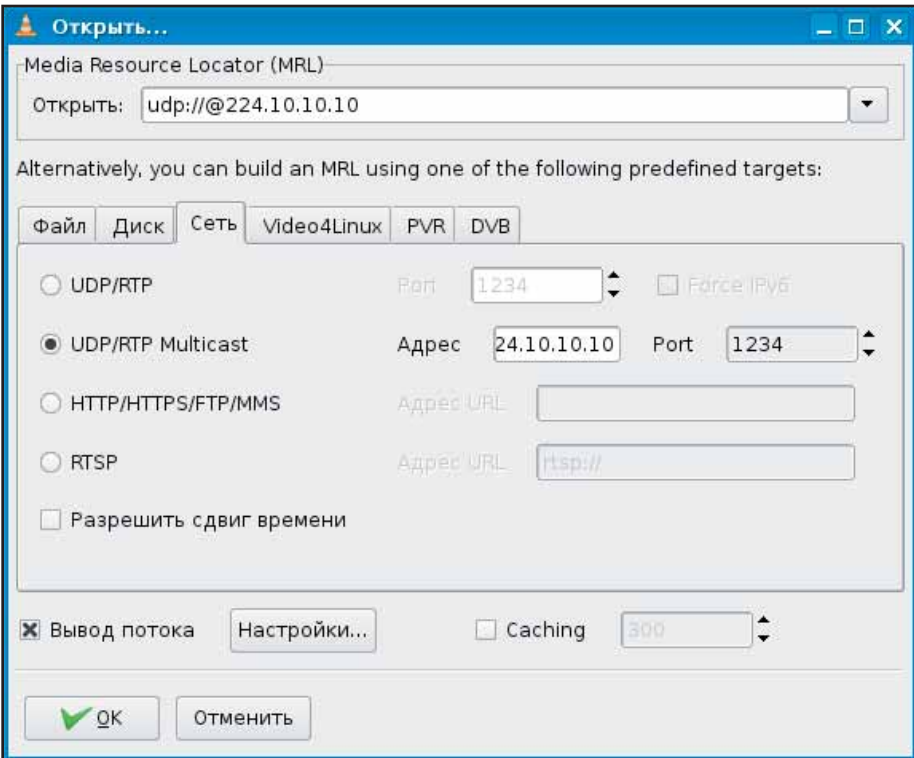 Открыть...
Media Resource Locator (MRL)
Открыть: udp://@224.10.10.10
Alternatively, you can build an MRL using one of the following predefined targets:
Файл Диск Сеть Video4Linux PVR DVB
UDP/RTP Port 1234 Force IPv6
UDP/RTP Multicast Адрес 24.10.10.10 Port 1234
HTTP/HTTPS/FTP/MMS Адрес URL
RTSP Адрес URL rtsp://
Разрешить сдвиг времени
Вывод потока Настройки... Caching 300
OK Отменить